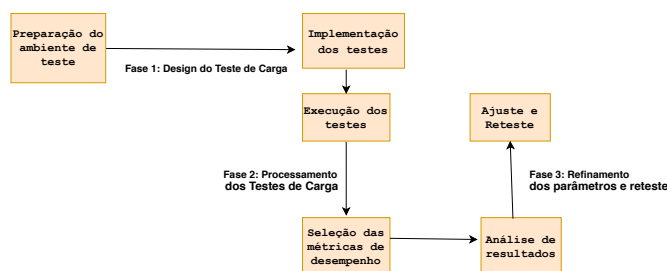 Preparação do
ambiente de
teste
Fase 1: Design do Teste de Carga
Implementação
dos testes
Execução dos
testes
Fase 2: Processamento
dos Testes de Carga
Seleção das
métricas de
desempenho
Análise de
resultados
Fase 3: Refinamento
dos parâmetros e reteste
Ajuste e
Reteste